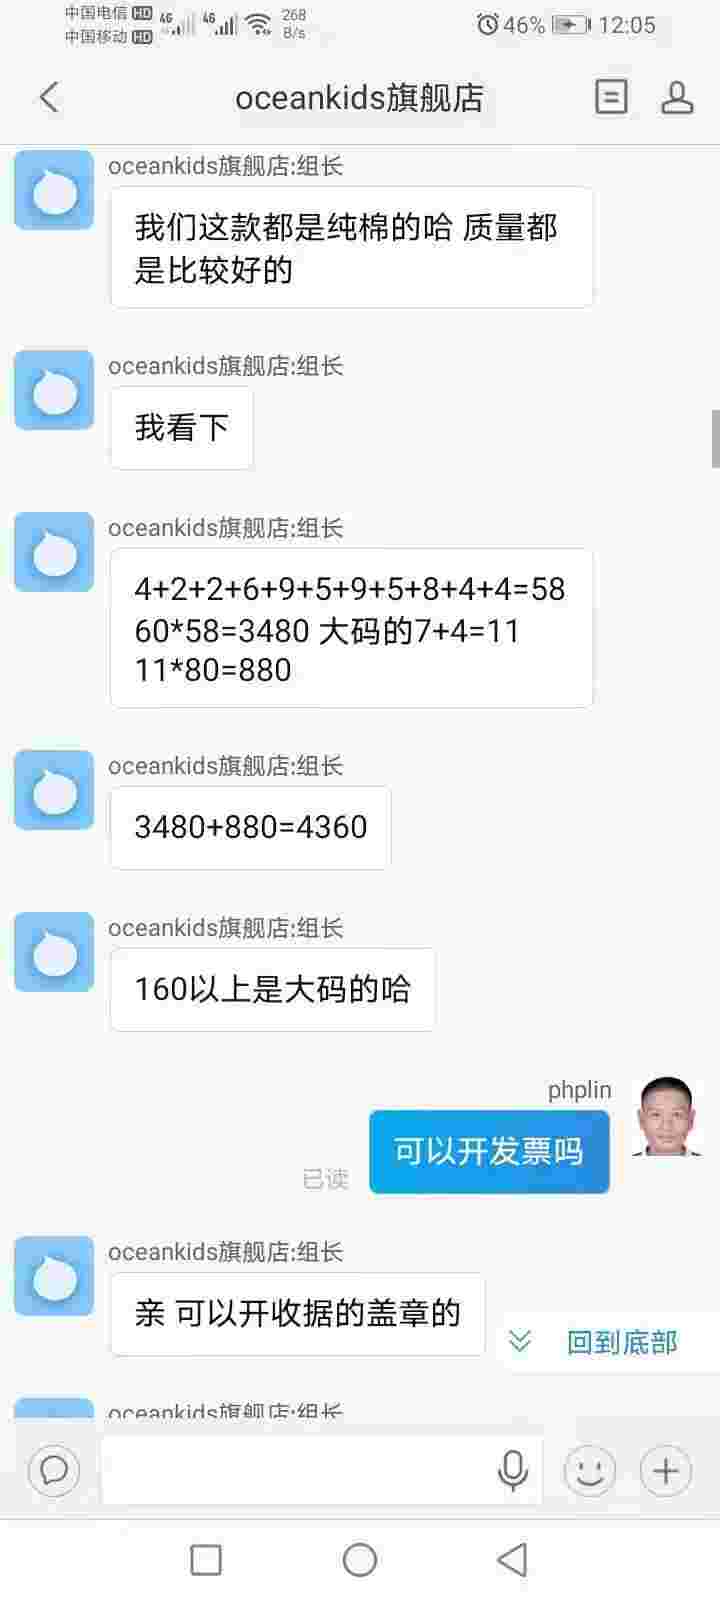 中国电信 HD
中国移动 HD
4G
4G
268
B/s
46%
12:05
oceankids旗舰店
oceankids旗舰店:组长
我们这款都是纯棉的哈 质量都
是比较好的
oceankids旗舰店:组长
我看下
oceankids旗舰店:组长
4+2+2+6+9+5+9+5+8+4+4=58
60*58=3480 大码的7+4=11
11*80=880
oceankids旗舰店:组长
3480+880=4360
oceankids旗舰店:组长
160以上是大码的哈
phplin
可以开发票吗
已读
oceankids旗舰店:组长
亲 可以开收据的盖章的
回到底部
oceankids旗舰店:组长